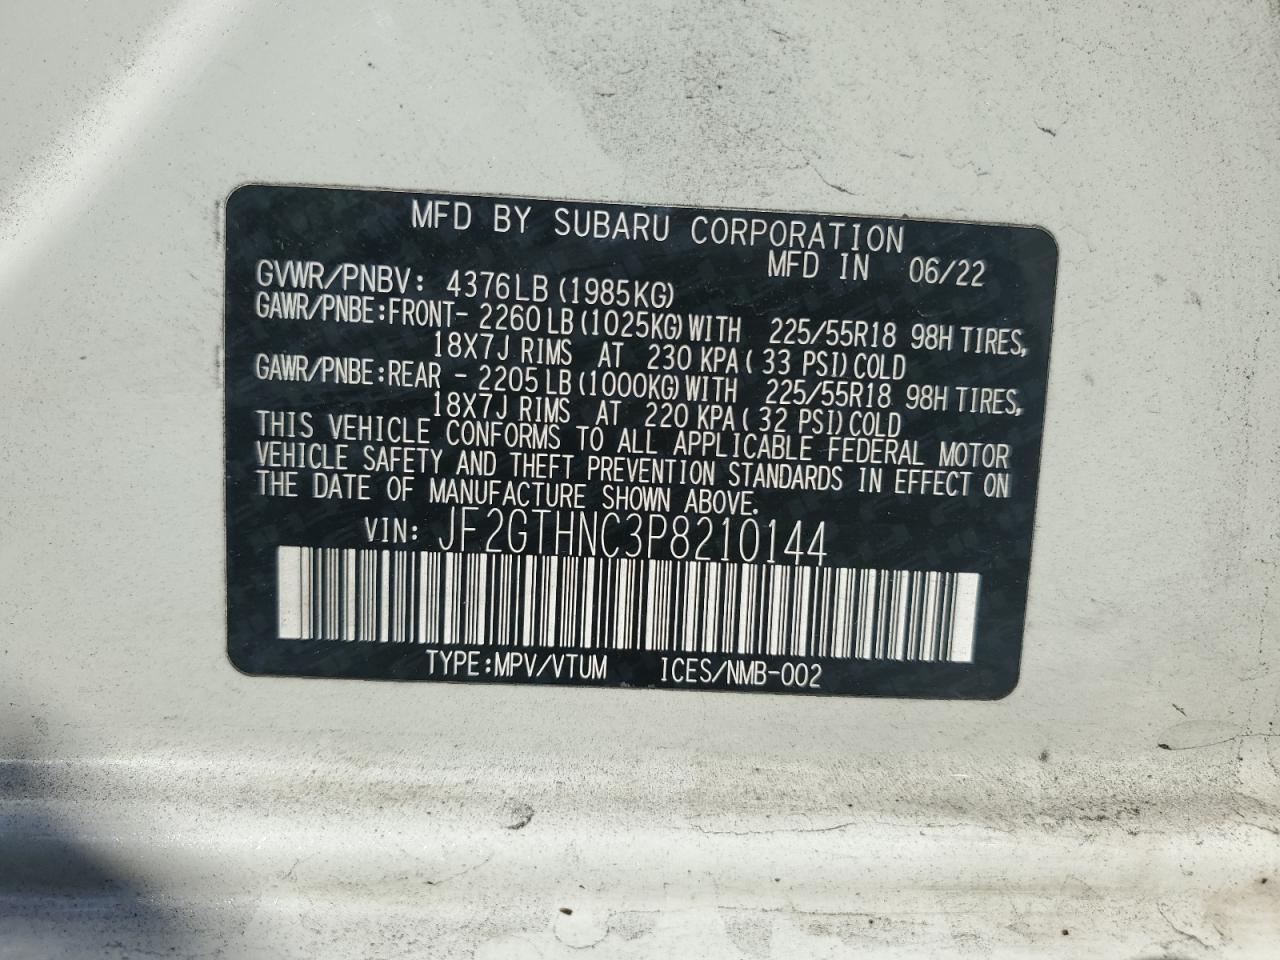 MFD BY SUBARU CORPORATION
MFD IN 06/22
GVWR/PNBV: 4376LB (1985KG)
GAWR/PNBE:FRONT- 2260 LB (1025KG) WITH 225/55R18 98H TIRES,
18X7J RIMS AT 230 KPA ( 33 PSI) COLD
GAWR/PNBE:REAR - 2205 LB (1000KG) WITH 225/55R18 98H TIRES,
18X7J RIMS AT 220 KPA ( 32 PSI) COLD
THIS VEHICLE CONFORMS TO ALL APPLICABLE FEDERAL MOTOR
VEHICLE SAFETY AND THEFT PREVENTION STANDARDS IN EFFECT ON
THE DATE OF MANUFACTURE SHOWN ABOVE.
VIN: JF2GTHNC3P8210144
TYPE:MPV/VTUM ICES/NMB-002